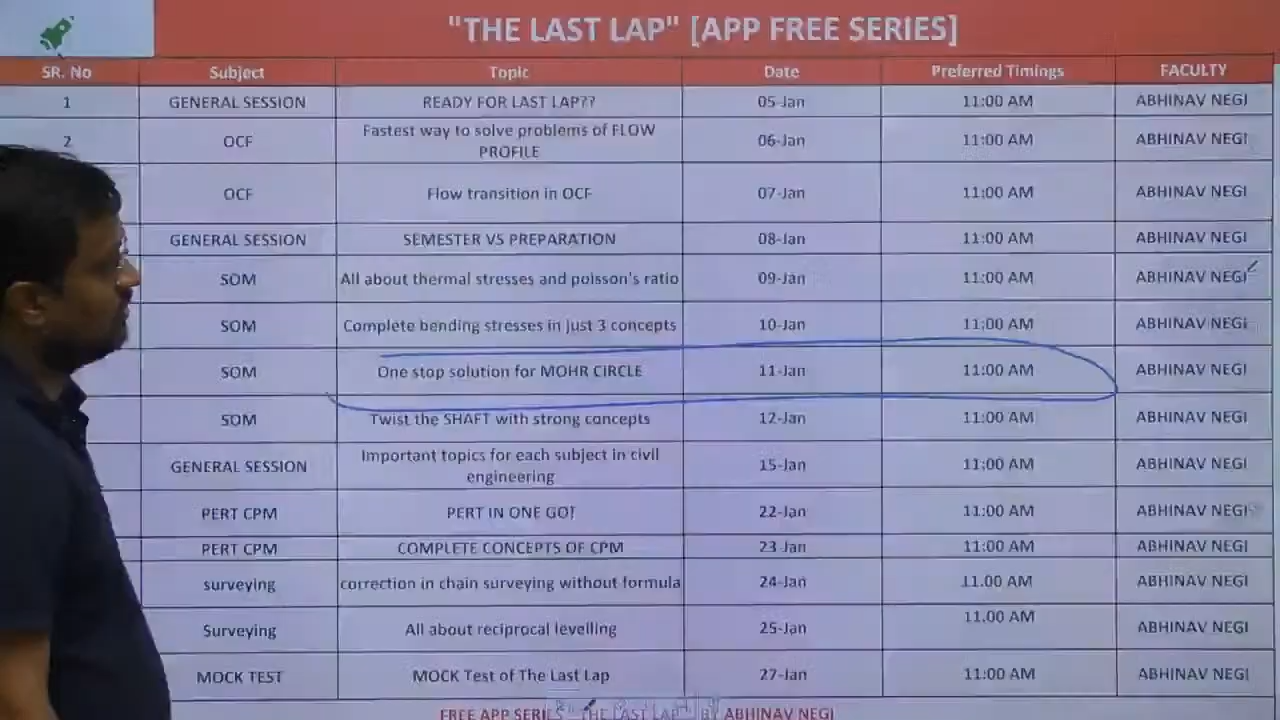 "THE LAST LAP" [APP FREE SERIES]
SR. No Subject Topic Date Preferred Timings FACULTY
1 GENERAL SESSION READY FOR LAST LAP?? 05-Jan 11:00 AM ABHINAV NEGI
2 OCF Fastest way to solve problems of FLOW PROFILE 06-Jan 11:00 AM ABHINAV NEGI
OCF Flow transition in OCF 07-Jan 11:00 AM ABHINAV NEGI
GENERAL SESSION SEMESTER VS PREPARATION 08-Jan 11:00 AM ABHINAV NEGI
SOM All about thermal stresses and poisson's ratio 09-Jan 11:00 AM ABHINAV NEGI
SOM Complete bending stresses in just 3 concepts 10-Jan 11:00 AM ABHINAV NEGI
SOM One stop solution for MOHR CIRCLE 11-Jan 11:00 AM ABHINAV NEGI
SOM Twist the SHAFT with strong concepts 12-Jan 11:00 AM ABHINAV NEGI
GENERAL SESSION Important topics for each subject in civil engineering 15-Jan 11:00 AM ABHINAV NEGI
PERT CPM PERT IN ONE GO! 22-Jan 11:00 AM ABHINAV NEGI
PERT CPM COMPLETE CONCEPTS OF CPM 23-Jan 11:00 AM ABHINAV NEGI
surveying correction in chain surveying without formula 24-Jan 11.00 AM ABHINAV NEGI
Surveying All about reciprocal levelling 25-Jan 11.00 AM ABHINAV NEGI
MOCK TEST MOCK Test of The Last Lap 27-Jan 11:00 AM ABHINAV NEGI
FREE APP SERIES "THE LAST LAP" BY ABHINAV NEGI